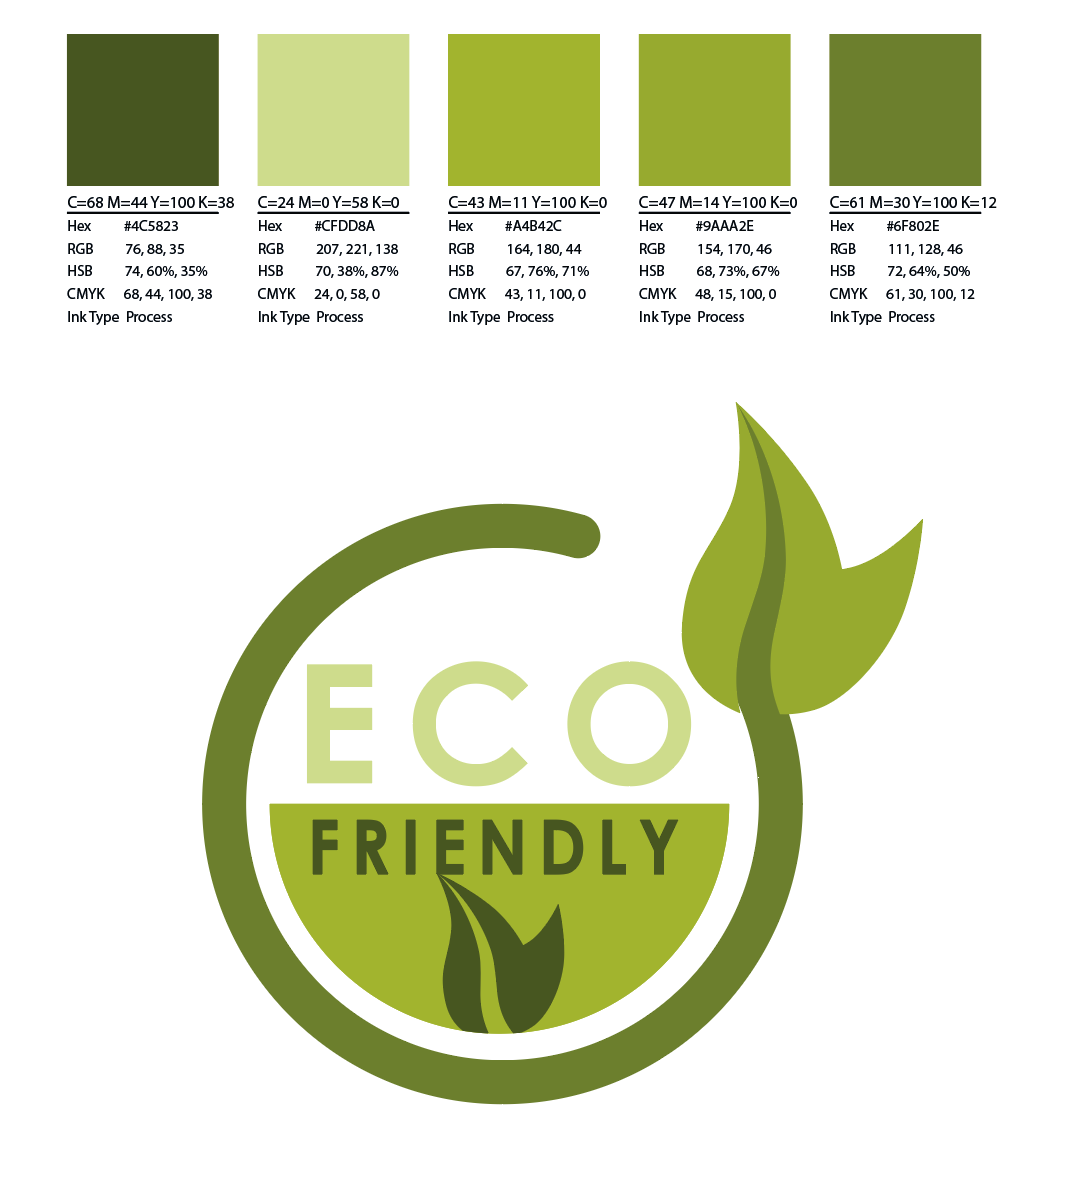 C=68 M=44 Y=100 K=38
Hex #4C5823
RGB 76, 88, 35
HSB 74, 60%, 35%
CMYK 68, 44, 100, 38
Ink Type Process
C=24 M=0 Y=58 K=0
Hex #CFDD8A
RGB 207, 221, 138
HSB 70, 38%, 87%
CMYK 24, 0, 58, 0
Ink Type Process
C=43 M=11 Y=100 K=0
Hex #A4B42C
RGB 164, 180, 44
HSB 67, 76%, 71%
CMYK 43, 11, 100, 0
Ink Type Process
C=47 M=14 Y=100 K=0
Hex #9AAA2E
RGB 154, 170, 46
HSB 68, 73%, 67%
CMYK 48, 15, 100, 0
Ink Type Process
C=61 M=30 Y=100 K=12
Hex #6F802E
RGB 111, 128, 46
HSB 72, 64%, 50%
CMYK 61, 30, 100, 12
Ink Type Process
ECO
FRIENDLY